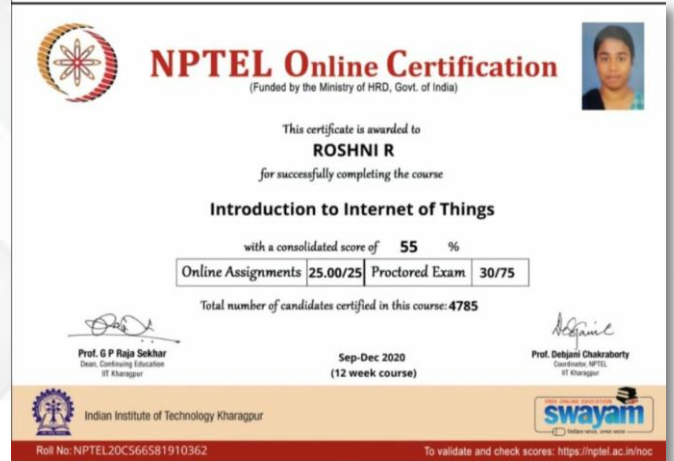 NPTEL Online Certification
(Funded by the Ministry of HRD, Govt. of India)
This certificate is awarded to
ROSHNI R
for successfully completing the course
Introduction to Internet of Things
with a consolidated score of 55 %
Online Assignments 25.00/25 Proctored Exam 30/75
Total number of candidates certified in this course: 4785
Prof. G P Raja Sekhar
Dean, Continuing Education
IIT Kharagpur
Sep-Dec 2020
(12 week course)
Prof. Debjani Chakraborty
Coordinator, NPTEL
IIT Kharagpur
Indian Institute of Technology Kharagpur
FREE ONLINE EDUCATION
swayam
Roll No: NPTEL20CS66S81910362
To validate and check scores: https://nptel.ac.in/noc